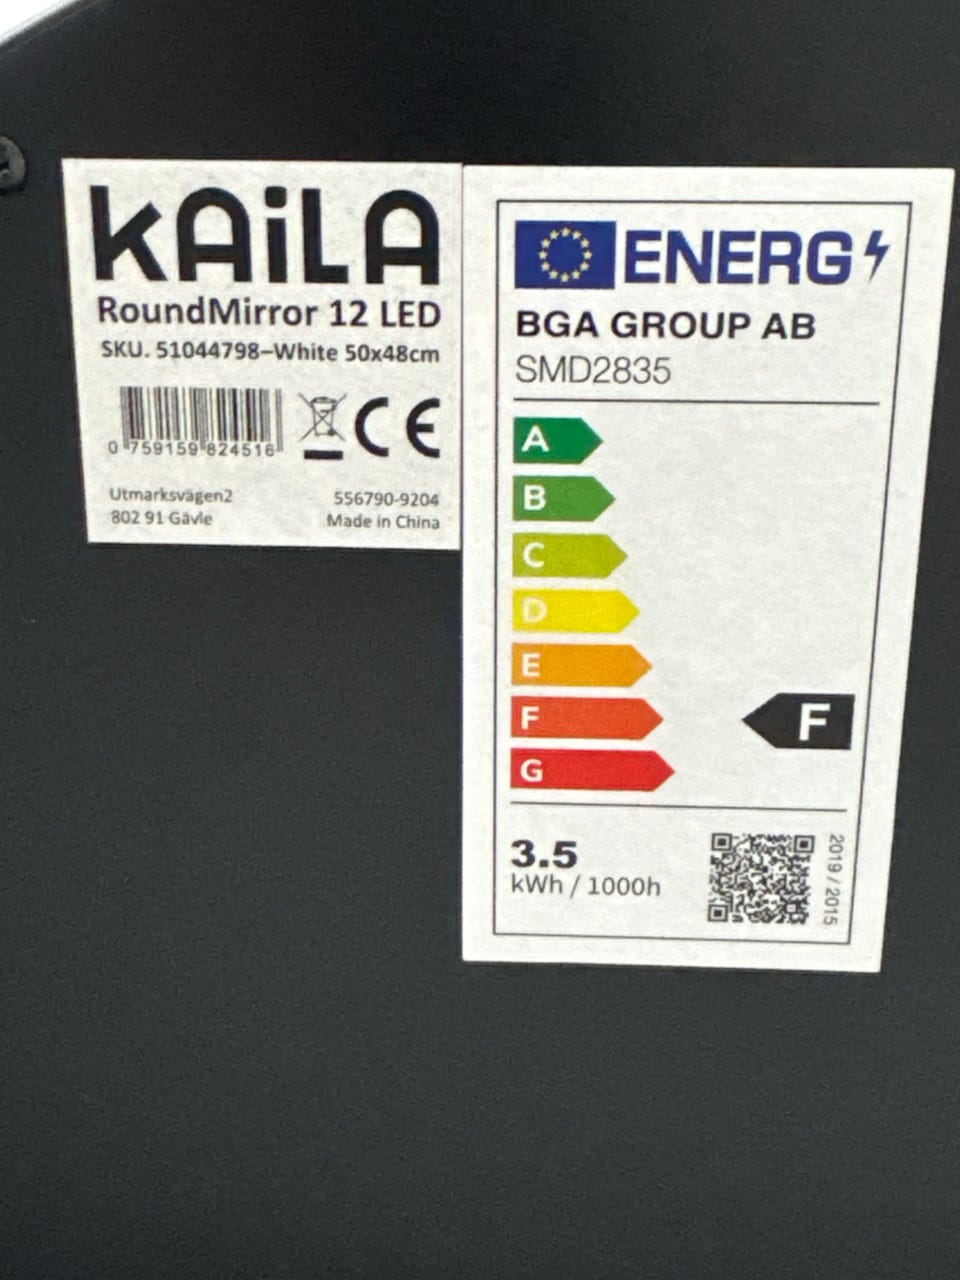 KAiLA
RoundMirror 12 LED
SKU. 51044798–White 50x48cm
0 759159 824516
CE
Utmarksvägen2
802 91 Gävle
556790-9204
Made in China
ENERG
BGA GROUP AB
SMD2835
A
B
C
D
E
F
F
G
3.5
kWh / 1000h
2019 / 2015